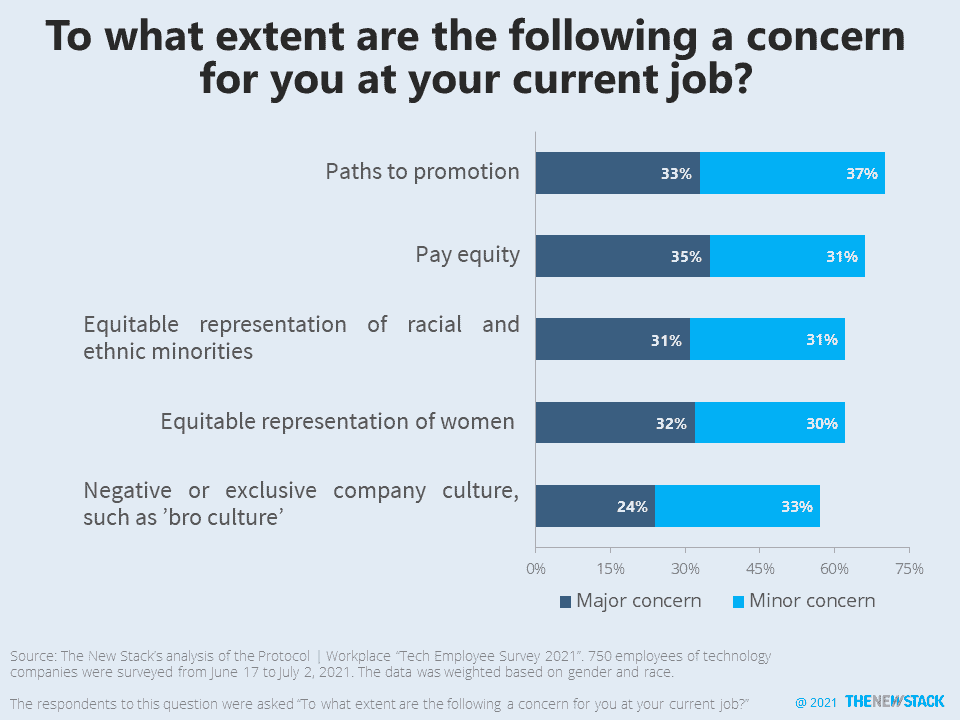 To what extent are the following a concern
for you at your current job?
Paths to promotion
33%
37%
Pay equity
35%
31%
Equitable representation of racial and
ethnic minorities
31%
31%
Equitable representation of women
32%
30%
Negative or exclusive company culture,
such as ’bro culture’
24%
33%
0%
15%
30%
45%
60%
75%
Major concern
Minor concern
Source: The New Stack's analysis of the Protocol | Workplace “Tech Employee Survey 2021”. 750 employees of technology
companies were surveyed from June 17 to July 2, 2021. The data was weighted based on gender and race.
The respondents to this question were asked “To what extent are the following a concern for you at your current job?”
@ 2021
THENEWSTACK